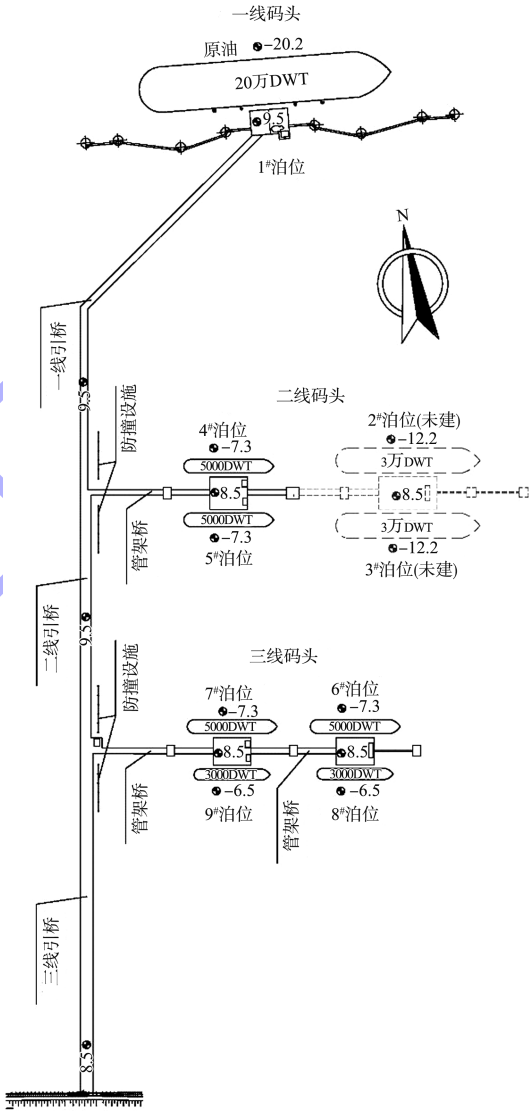 一线码头
原油 -20.2
20万DWT
9.5
1#泊位
N
一线引桥
9.5
防撞设施
二线码头
4#泊位
-7.3
5000DWT
8.5
5000DWT
-7.3
5#泊位
2#泊位(未建)
-12.2
3万DWT
8.5
3万DWT
-12.2
3#泊位(未建)
管架桥
二线引桥
9.5
防撞设施
三线码头
7#泊位
-7.3
5000DWT
8.5
3000DWT
-6.5
9#泊位
6#泊位
-7.3
5000DWT
8.5
3000DWT
-6.5
8#泊位
管架桥
管架桥
三线引桥
8.5